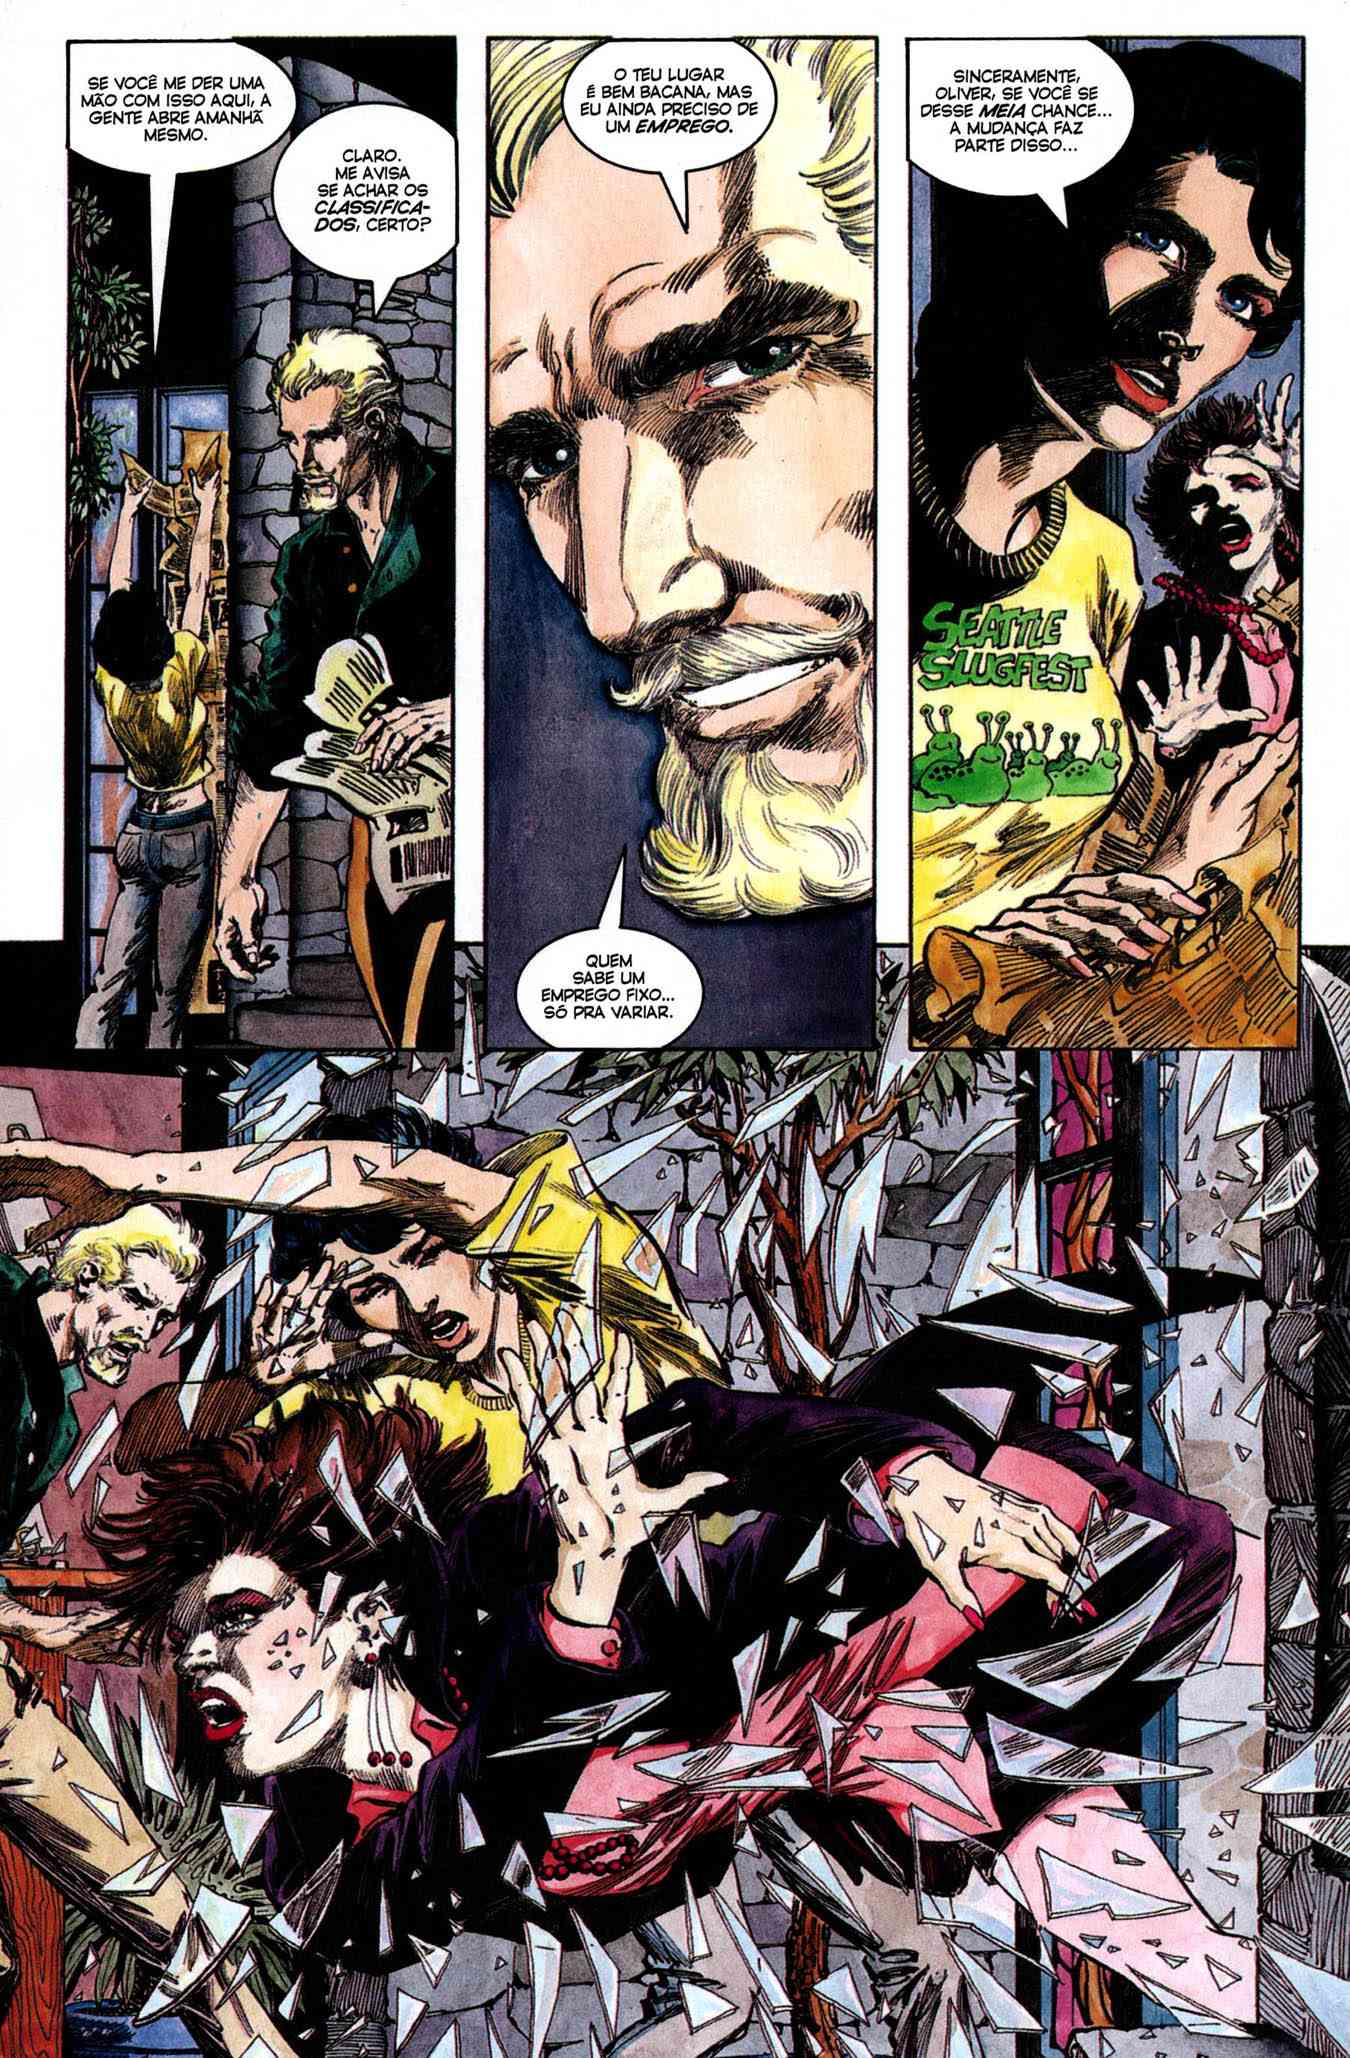 SE VOCÊ ME DER UMA
MÃO COM ISSO AQUI, A
GENTE ABRE AMANHÃ
MESMO.
CLARO.
ME AVISA
SE ACHAR OS
CLASSIFICA-
DOS, CERTO?
O TEU LUGAR
É BEM BACANA, MAS
EU AINDA PRECISO DE
UM EMPREGO.
QUEM
SABE UM
EMPREGO FIXO...
SÓ PRA VARIAR.
SINCERAMENTE,
OLIVER, SE VOCÊ SE
DESSE MEIA CHANCE...
A MUDANÇA FAZ
PARTE DISSO...
SEATTLE
SLUGFEST